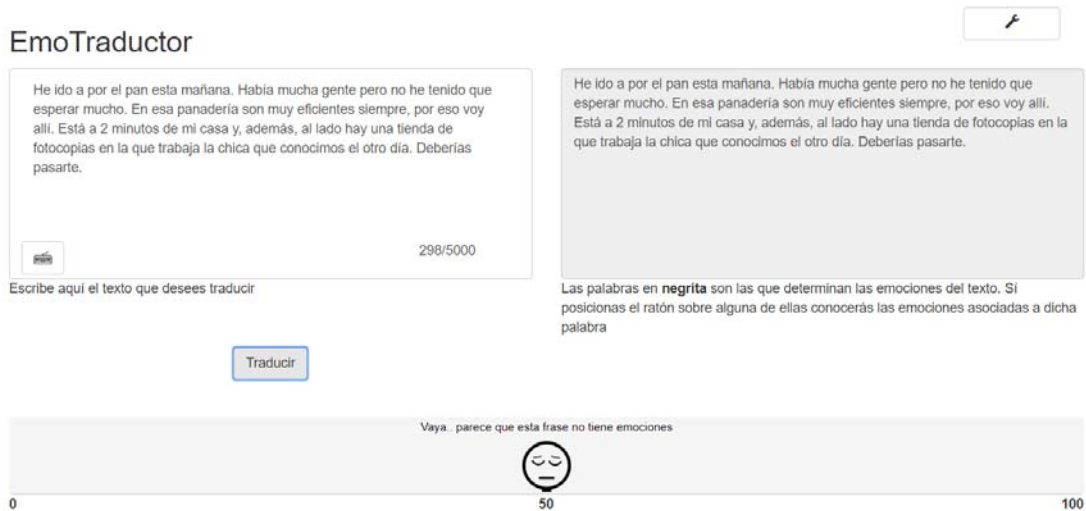 EmoTraductor
He ido a por el pan esta mañana. Había mucha gente pero no he tenido que
esperar mucho. En esa panadería son muy eficientes siempre, por eso voy
allí. Está a 2 minutos de mi casa y, además, al lado hay una tienda de
fotocopias en la que trabaja la chica que conocimos el otro día. Deberías
pasarte.
298/5000
Escribe aquí el texto que desees traducir
He ido a por el pan esta mañana. Había mucha gente pero no he tenido que
esperar mucho. En esa panadería son muy eficientes siempre, por eso voy allí.
Está a 2 minutos de mi casa y, además, al lado hay una tienda de fotocopias en la
que trabaja la chica que conocimos el otro día. Deberías pasarte.
Las palabras en negrita son las que determinan las emociones del texto. Sí
posicionas el ratón sobre alguna de ellas conocerás las emociones asociadas a dicha
palabra
Traducir
Vaya.. parece que esta frase no tiene emociones
0 50 100